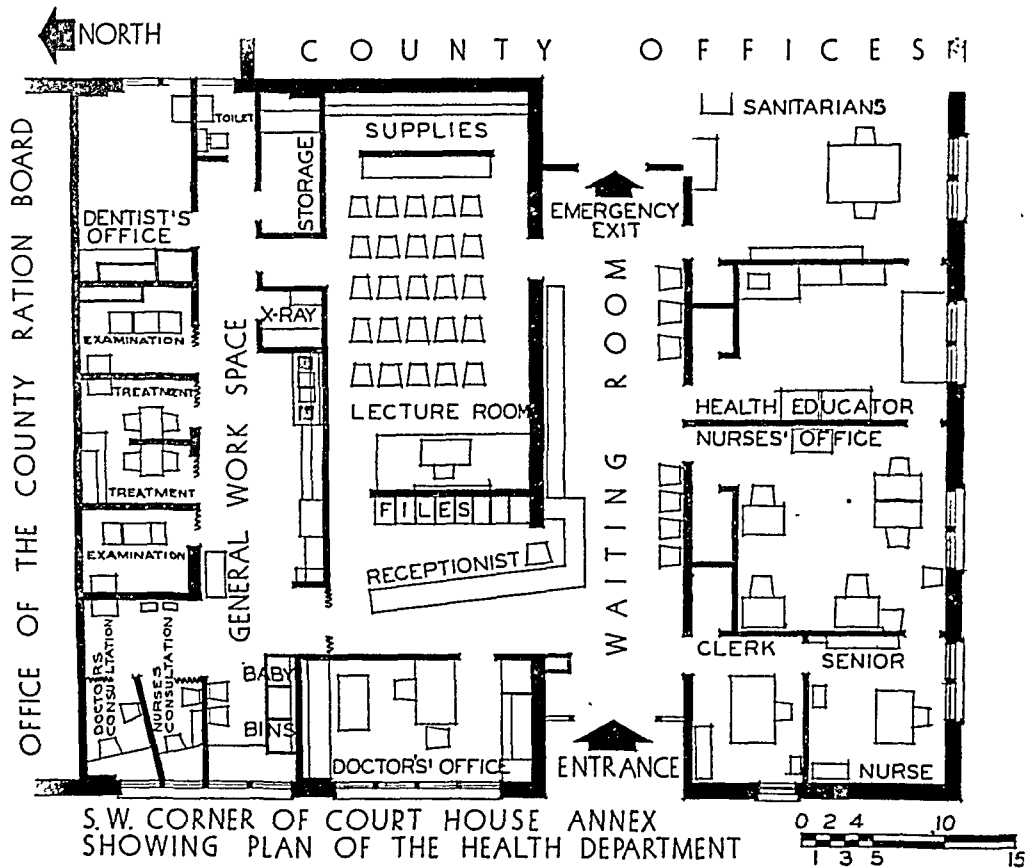 NORTH
COUNTY OFFICES
OFFICE OF THE COUNTY RATION BOARD
TOILET
SUPPLIES
STORAGE
SANITARIANS
DENTIST'S
OFFICE
EMERGENCY
EXIT
EXAMINATION
X-RAY
GENERAL WORK SPACE
WAITING ROOM
TREATMENT
LECTURE ROOM
HEALTH EDUCATOR
NURSES' OFFICE
TREATMENT
FILES
EXAMINATION
RECEPTIONIST
DOCTORS
CONSULTATION
NURSES
CONSULTATION
BABY
BINS
CLERK
SENIOR
NURSE
DOCTOR'S' OFFICE
ENTRANCE
S.W. CORNER OF COURT HOUSE ANNEX
SHOWING PLAN OF THE HEALTH DEPARTMENT
0 2 4 10
1 3 5 15